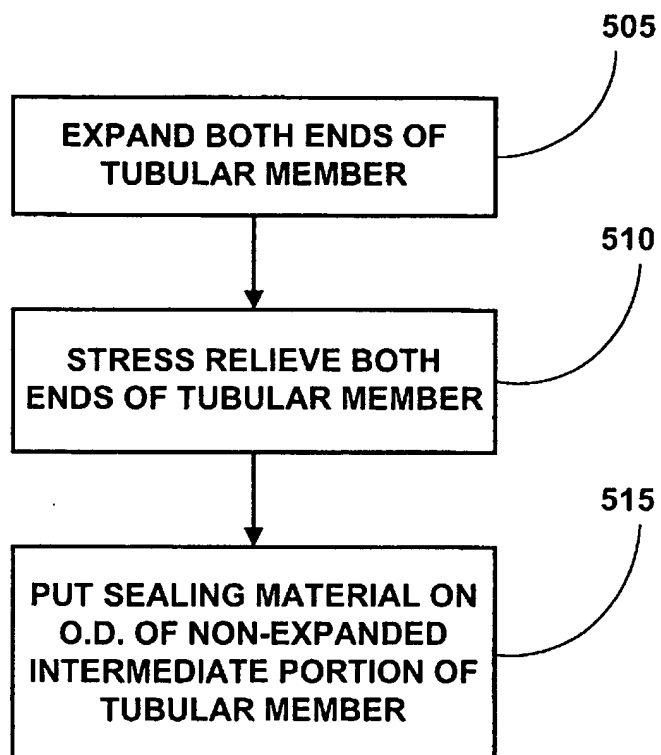 505
EXPAND BOTH ENDS OF
TUBULAR MEMBER
510
STRESS RELIEVE BOTH
ENDS OF TUBULAR MEMBER
515
PUT SEALING MATERIAL ON
O.D. OF NON-EXPANDED
INTERMEDIATE PORTION OF
TUBULAR MEMBER